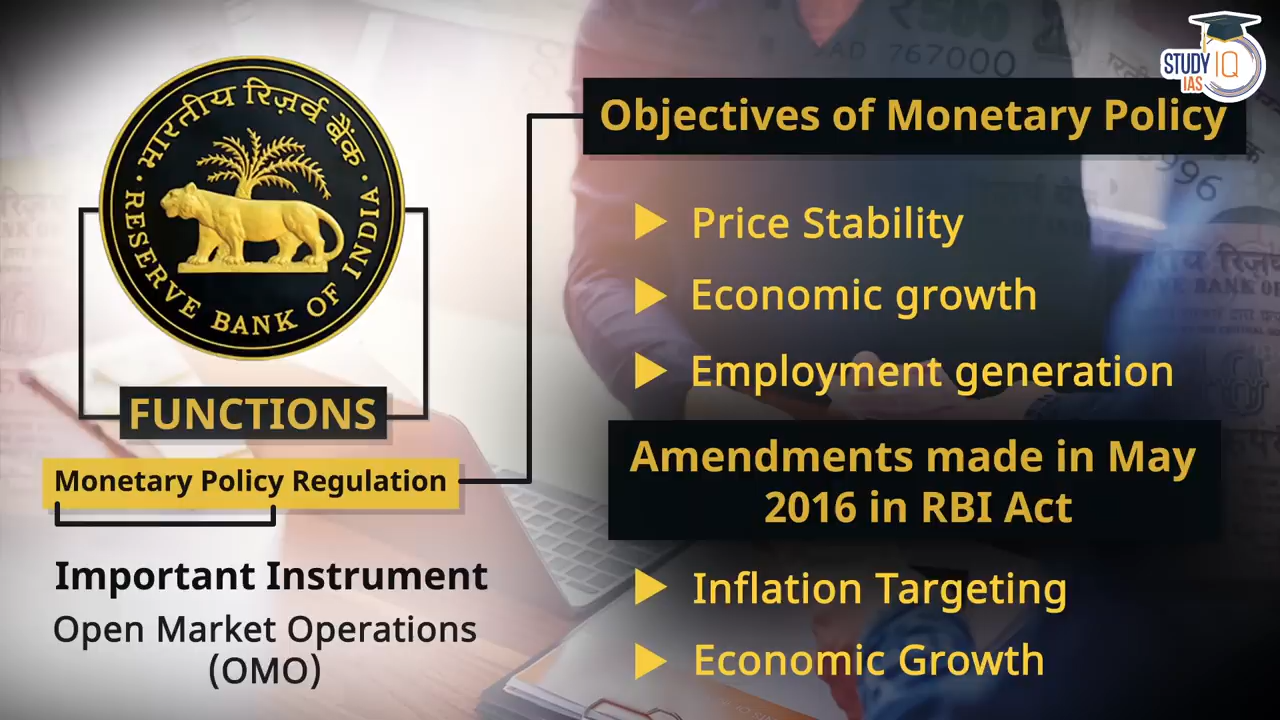 भारतीय रिज़र्व बैंक
RESERVE BANK OF INDIA
FUNCTIONS
Monetary Policy Regulation
Important Instrument
Open Market Operations
(OMO)
STUDY IQ
IAS
767000
Objectives of Monetary Policy
Price Stability
Economic growth
Employment generation
Amendments made in May
2016 in RBI Act
Inflation Targeting
Economic Growth